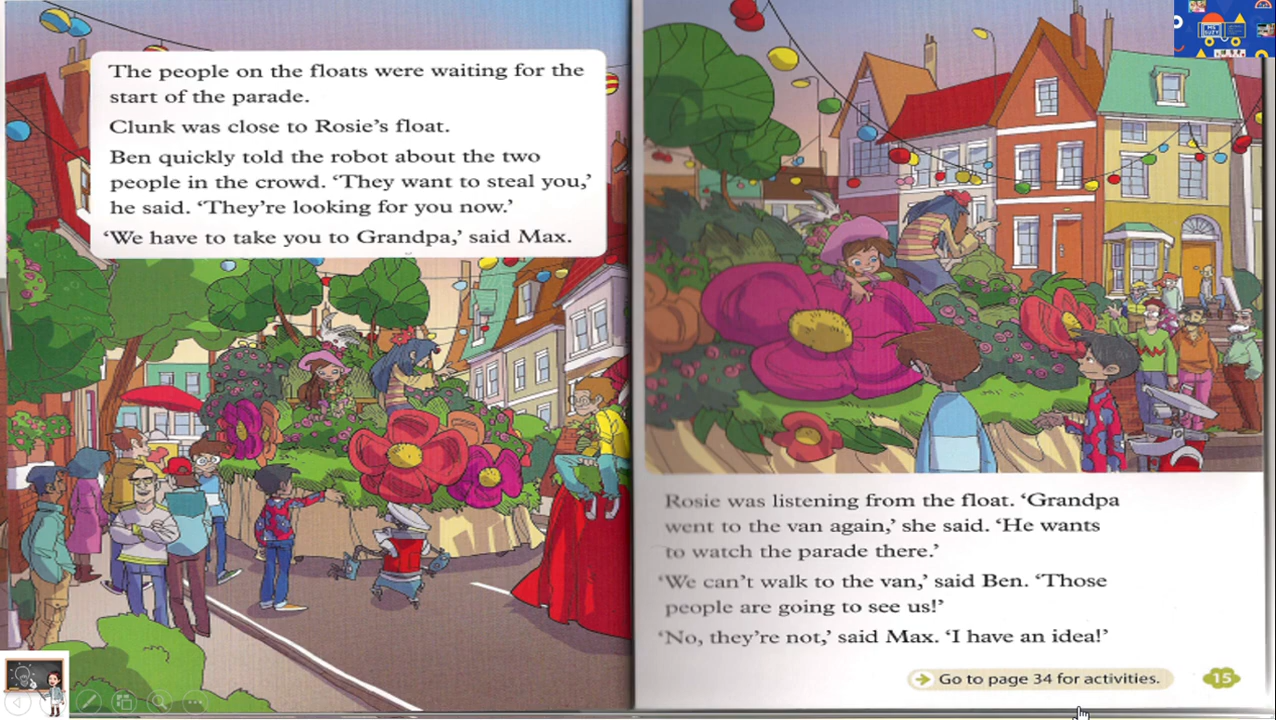 The people on the floats were waiting for the
start of the parade.
Clunk was close to Rosie's float.
Ben quickly told the robot about the two
people in the crowd. 'They want to steal you,'
he said. 'They're looking for you now.'
'We have to take you to Grandpa,' said Max.
Rosie was listening from the float. 'Grandpa
went to the van again,' she said. 'He wants
to watch the parade there.'
'We can't walk to the van,' said Ben. 'Those
people are going to see us!'
'No, they're not,' said Max. 'I have an idea!'
Go to page 34 for activities.
15